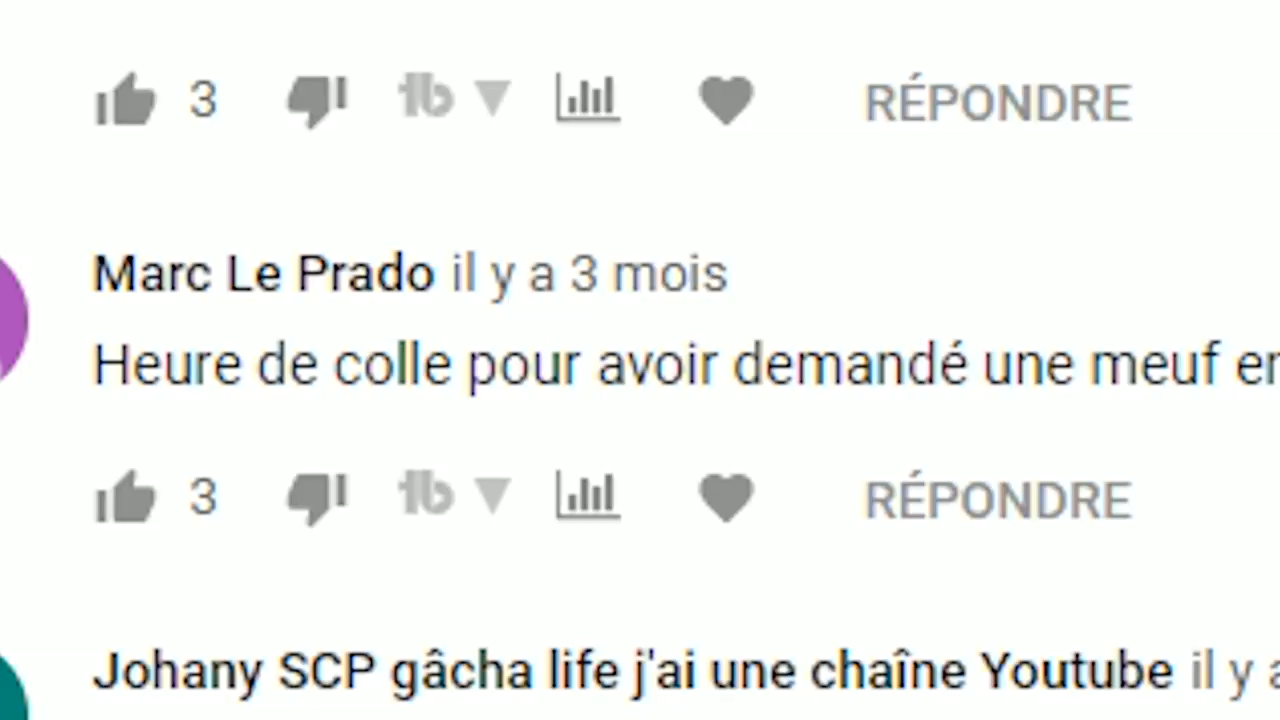 3 RÉPONDRE
Marc Le Prado il y a 3 mois
Heure de colle pour avoir demandé une meuf
3 RÉPONDRE
Johany SCP gâcha life j'ai une chaîne Youtube il y a